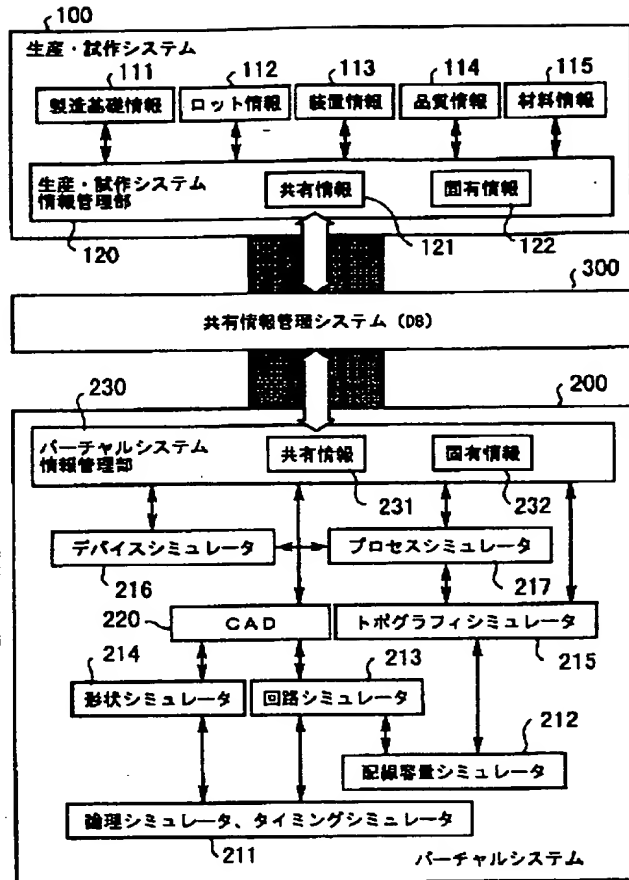 100
生産・試作システム
111 112 113 114 115
製造基礎情報 ロット情報 装置情報 品質情報 材料情報
生産・試作システム
情報管理部
共有情報 固有情報
120 121 122
300
共有情報管理システム (DB)
230 200
バーチャルシステム
情報管理部
共有情報 固有情報
231 232
デバイスシミュレータ プロセスシミュレータ
216 217
220 CAD トポグラフィシミュレータ
214 213 215
形状シミュレータ 回路シミュレータ
212
配線容量シミュレータ
論理シミュレータ、タイミングシミュレータ
211
バーチャルシステム